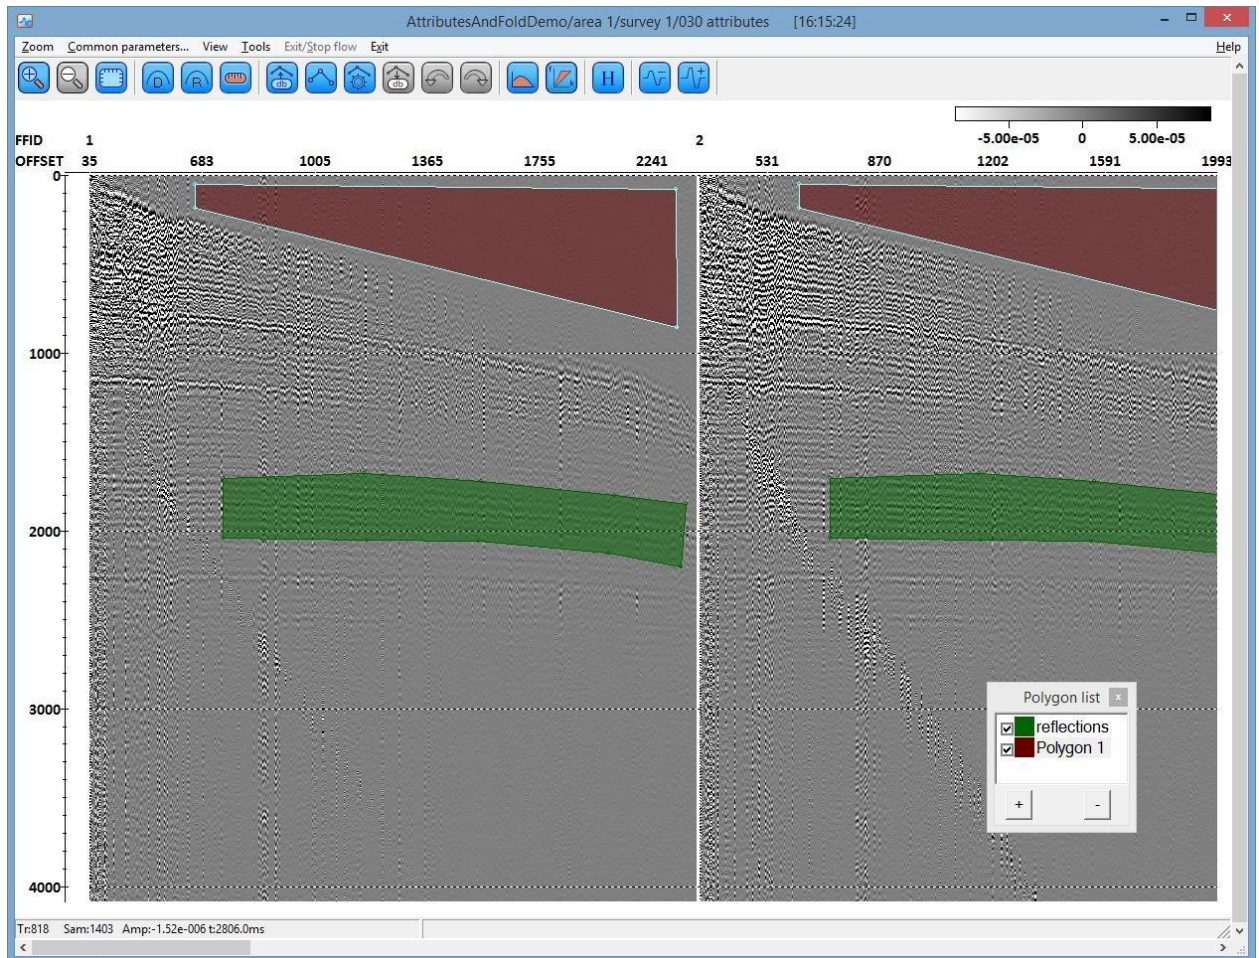 AttributesAndFoldDemo/area 1/survey 1/030 attributes [16:15:24]
Zoom Common parameters... View Tools Exit/Stop flow Exit Help
D R db db H
-5.00e-05 0 5.00e-05
FFID 1 2
OFFSET 35 683 1005 1365 1755 2241 531 870 1202 1591 1993
0
1000
2000
3000
4000
Polygon list x
reflections
Polygon 1
+ -
Tr:818 Sam:1403 Amp:-1.52e-006 t:2806.0ms